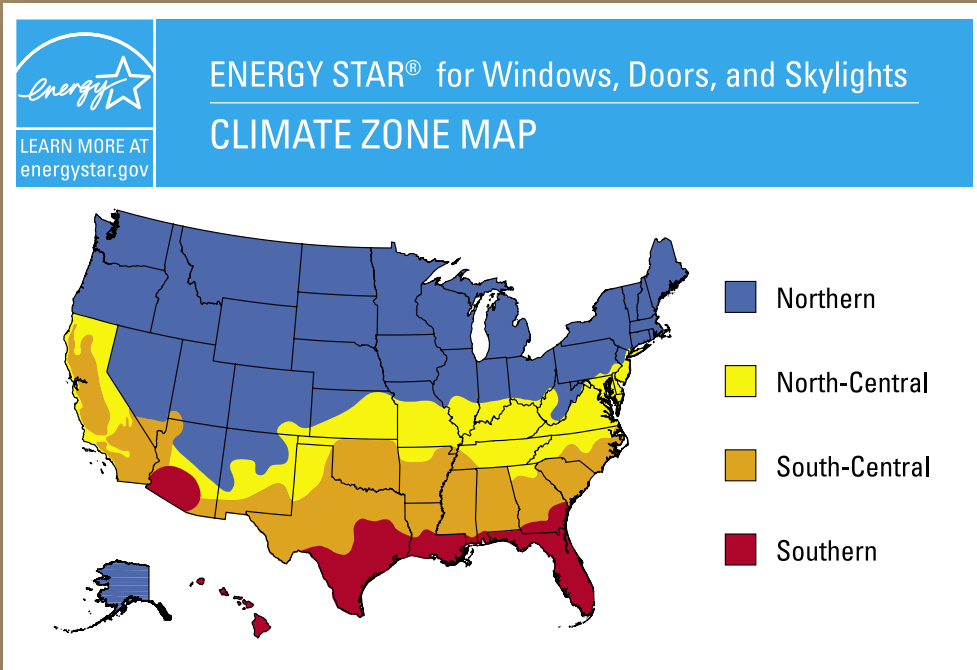 energy
LEARN MORE AT
energystar.gov
ENERGY STAR® for Windows, Doors, and Skylights
CLIMATE ZONE MAP
Northern
North-Central
South-Central
Southern